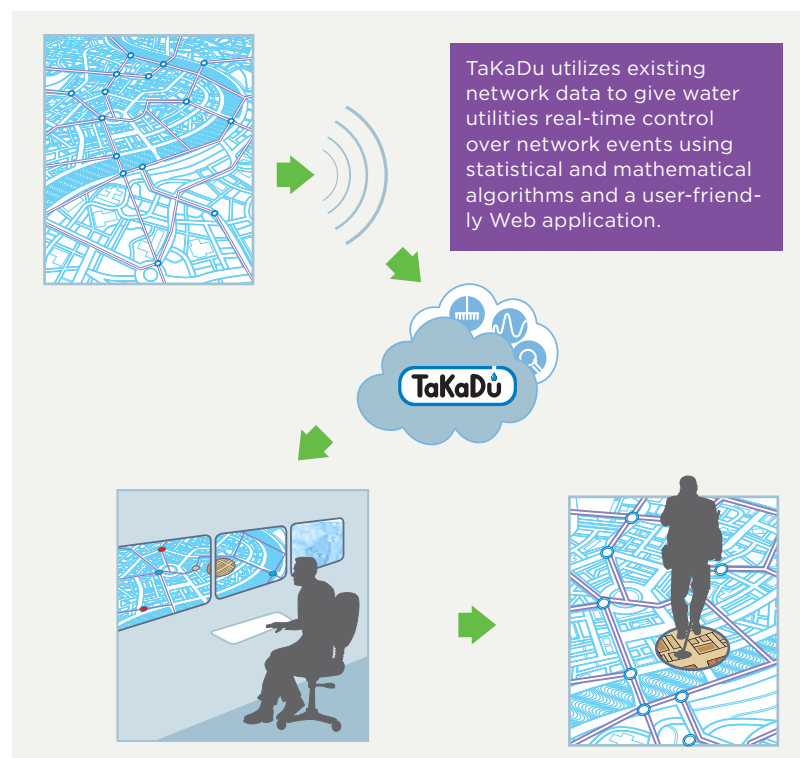 TaKaDu utilizes existing
network data to give water
utilities real-time control
over network events using
statistical and mathematical
algorithms and a user-friend-
ly Web application.
TaKaDu